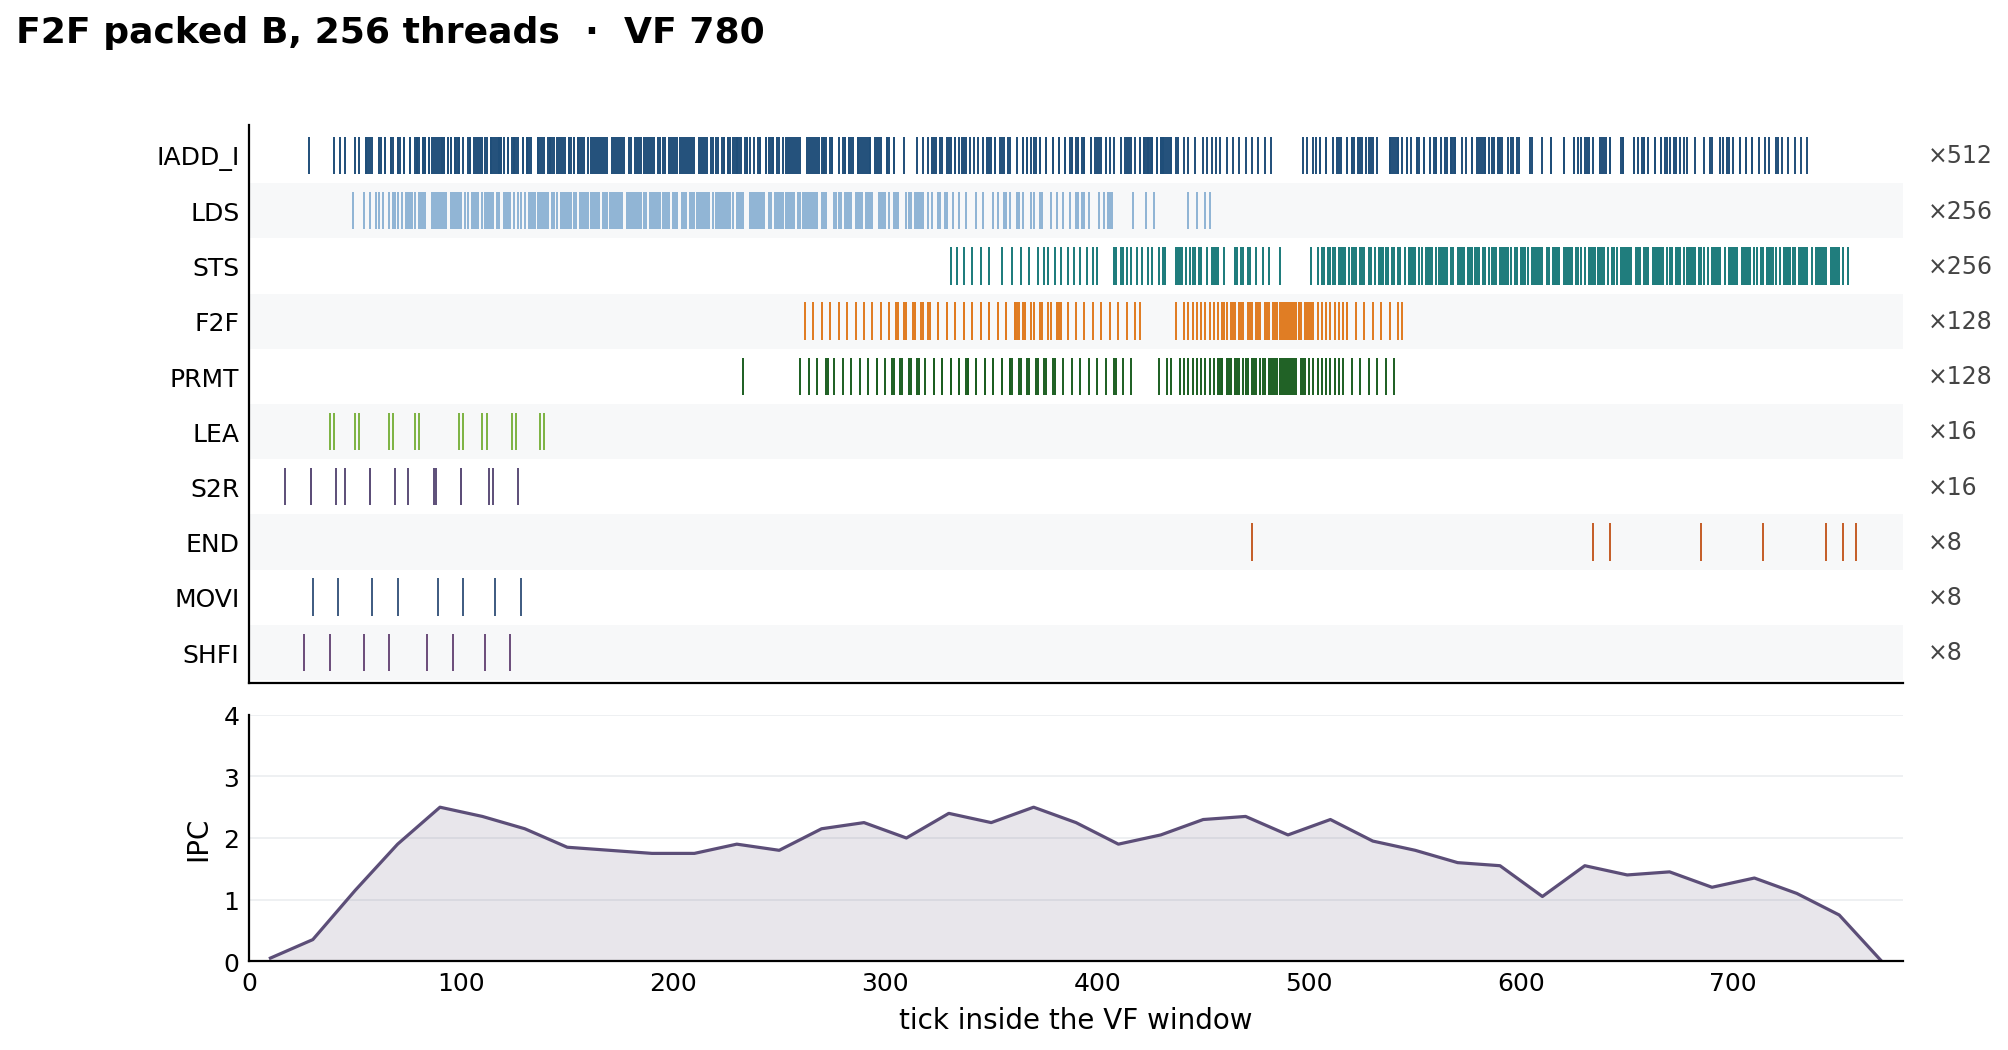 F2F packed B, 256 threads · VF 780
IADD_I ×512
LDS ×256
STS ×256
F2F ×128
PRMT ×128
LEA ×16
S2R ×16
END ×8
MOVI ×8
SHFI ×8
4
3
2
1
0
IPC
0 100 200 300 400 500 600 700
tick inside the VF window